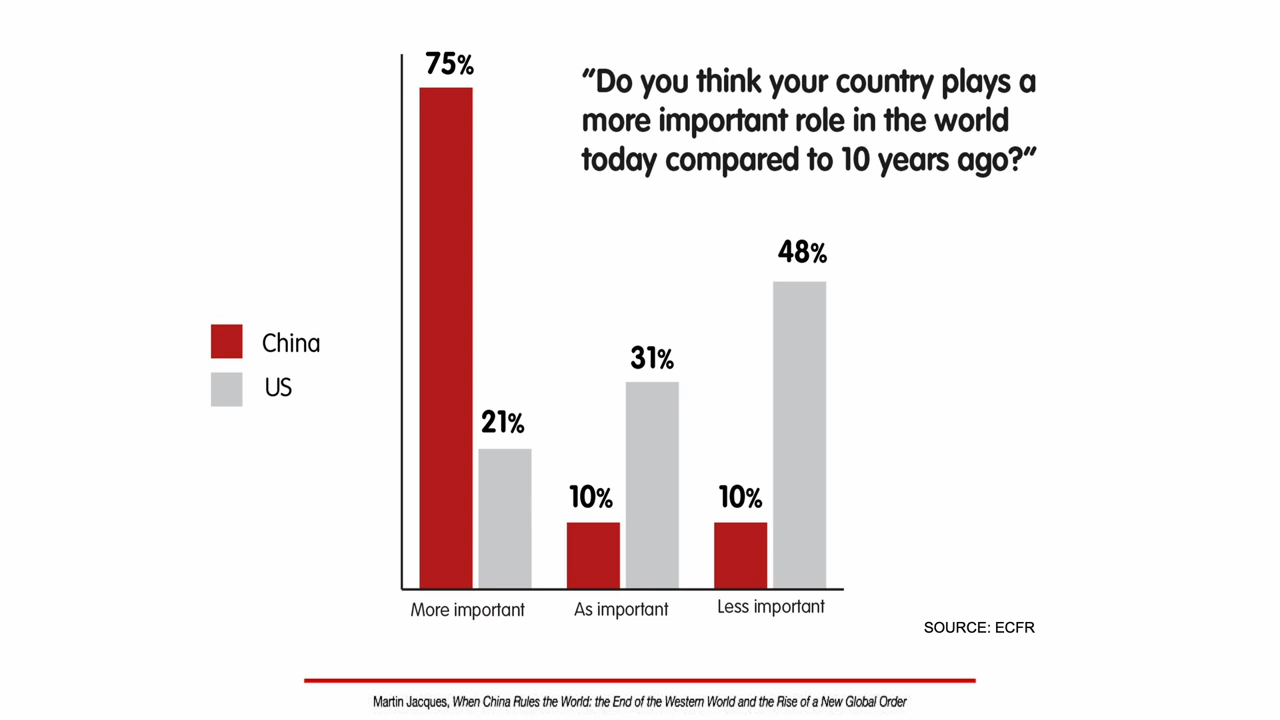 75%
"Do you think your country plays a
more important role in the world
today compared to 10 years ago?"
48%
China
31%
US
21%
10%
10%
More important
As important
Less important
SOURCE: ECFR
Martin Jacques, When China Rules the World: the End of the Western World and the Rise of a New Global Order